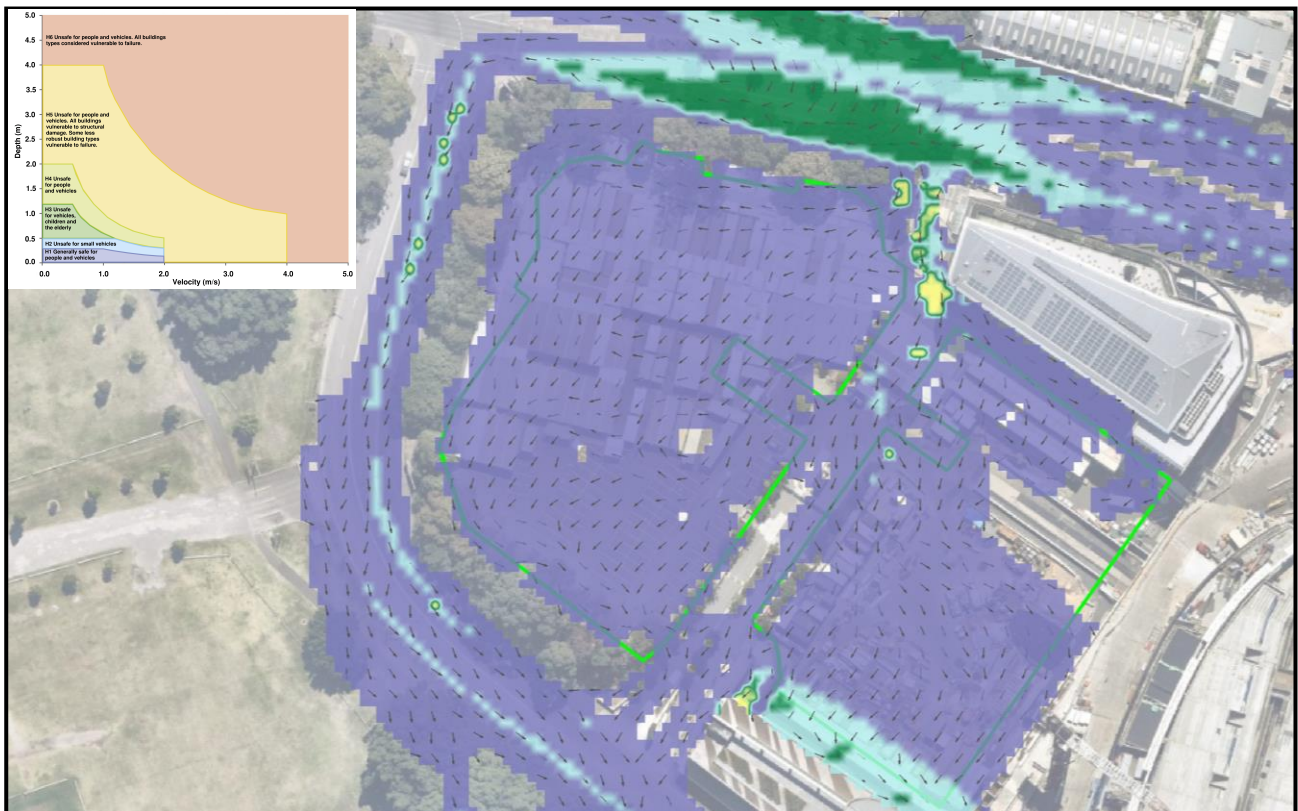 5.0
H6 Unsafe for people and vehicles. All buildings
types considered vulnerable to failure.
4.5
4.0
3.5
3.0
H5 Unsafe for people and
vehicles. All buildings
vulnerable to structural
damage. Some less
robust building types
vulnerable to failure.
Depth (m)
2.5
2.0
H4 Unsafe
for people
and vehicles
1.5
1.0
H3 Unsafe
for vehicles,
children and
the elderly
0.5
H2 Unsafe for small vehicles
H1 Generally safe for
people and vehicles
0.0
0.0 1.0 2.0 3.0 4.0 5.0
Velocity (m/s)